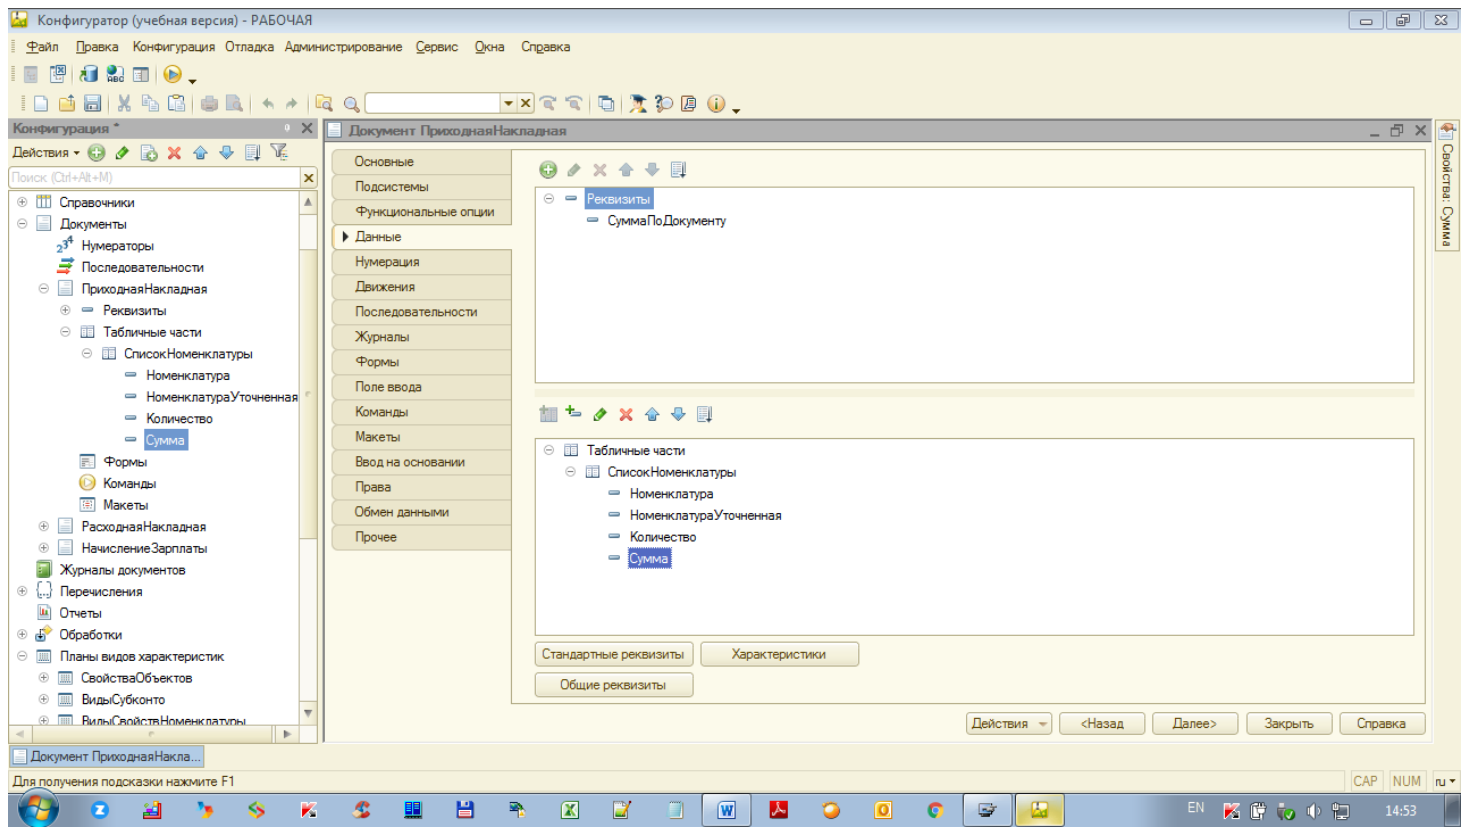 Конфигуратор (учебная версия) - РАБОЧАЯ
Файл Правка Конфигурация Отладка Администрирование Сервис Окна Справка
Конфигурация *
Действия
Поиск (Ctrl+Alt+M)
Справочники
Документы
Нумераторы
Последовательности
ПриходнаяНакладная
Реквизиты
Табличные части
СписокНоменклатуры
Номенклатура
НоменклатураУточненная
Количество
Сумма
Формы
Команды
Макеты
РасходнаяНакладная
НачислениеЗарплаты
Журналы документов
Перечисления
Отчеты
Обработки
Планы видов характеристик
СвойстваОбъектов
ВидыСубконто
ВидыСвойствНоменклатуры
Документ ПриходнаяНакладная
Основные
Подсистемы
Функциональные опции
Данные
Нумерация
Движения
Последовательности
Журналы
Формы
Поле ввода
Команды
Макеты
Ввод на основании
Права
Обмен данными
Прочее
Реквизиты
СуммаПоДокументу
Табличные части
СписокНоменклатуры
Номенклатура
НоменклатураУточненная
Количество
Сумма
Стандартные реквизиты Характеристики
Общие реквизиты
Действия <Назад Далее> Закрыть Справка
Свойства: Сумма
Документ ПриходнаяНакла...
Для получения подсказки нажмите F1
CAP NUM ru
EN 14:53